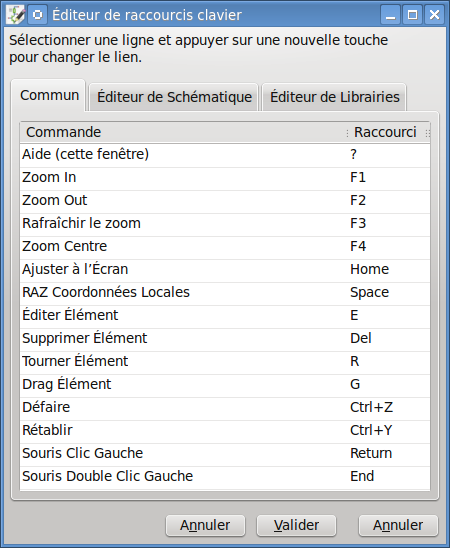 Éditeur de raccourcis clavier
Sélectionner une ligne et appuyer sur une nouvelle touche
pour changer le lien.
Commun Éditeur de Schématique Éditeur de Librairies
Commande Raccourci
Aide (cette fenêtre) ?
Zoom In F1
Zoom Out F2
Rafraîchir le zoom F3
Zoom Centre F4
Ajuster à l’Écran Home
RAZ Coordonnées Locales Space
Éditer Élément E
Supprimer Élément Del
Tourner Élément R
Drag Élément G
Défaire Ctrl+Z
Rétablir Ctrl+Y
Souris Clic Gauche Return
Souris Double Clic Gauche End
Annuler Valider Annuler